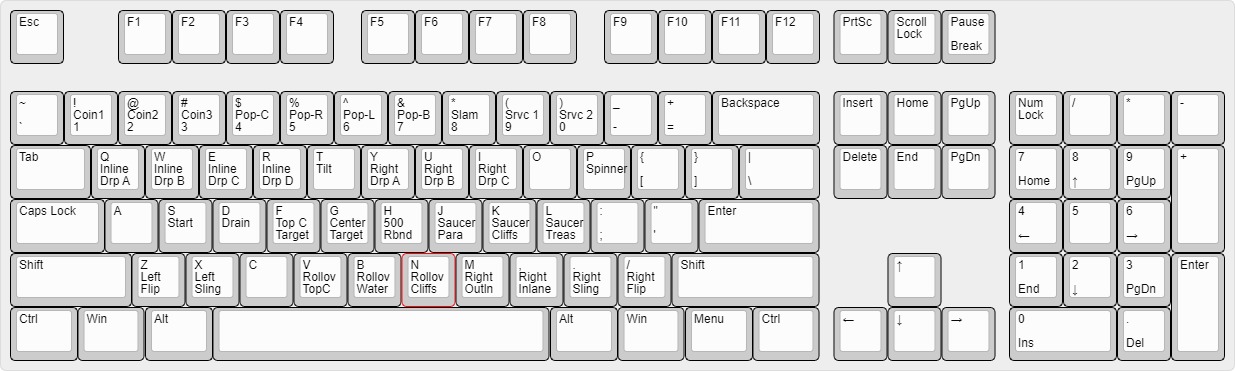 Esc F1 F2 F3 F4 F5 F6 F7 F8 F9 F10 F11 F12 PrtSc Scroll Pause
Lock
Break
~ ! @ # $ % ^ & * ( ) _ + Backspace Insert Home PgUp Num / * -
Coin1 Coin2 Coin3 Pop-C Pop-R Pop-L Pop-B Slam Srvc 1 Srvc 2 Lock
` 1 2 3 4 5 6 7 8 9 0 - =
Tab Q W E R T Y U I O P { } | Delete End PgDn 7 8 9 +
Inline Inline Inline Inline Tilt Right Right Right Spinner
Drp A Drp B Drp C Drp D Drp A Drp B Drp C [ ] \ Home ↑ PgUp
Caps Lock A S D F G H J K L : " Enter 4 5 6
Start Drain Top C Center 500 Saucer Saucer Saucer
Target Target Rbnd Para Cliffs Treas ; ' ← →
Shift Z X C V B N M , . / Shift ↑ 1 2 3 Enter
Left Left Rollov Rollov Rollov Right Right Right Right
Flip Sling TopC Water Cliffs Outln Inlane Sling Flip End ↓ PgDn
Ctrl Win Alt Alt Win Menu Ctrl ← ↓ → 0 .
Ins Del